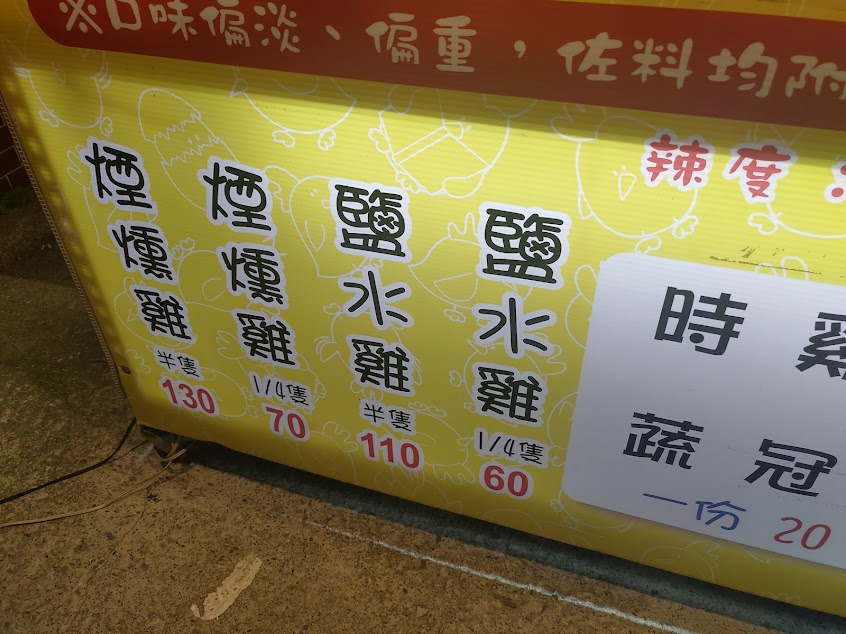 ※口味偏淡、偏重，佐料均附
辣度：
鹽水雞 1/4隻 60
鹽水雞 半隻 110
煙燻雞 1/4隻 70
煙燻雞 半隻 130
時蔬
一份 20
雞冠